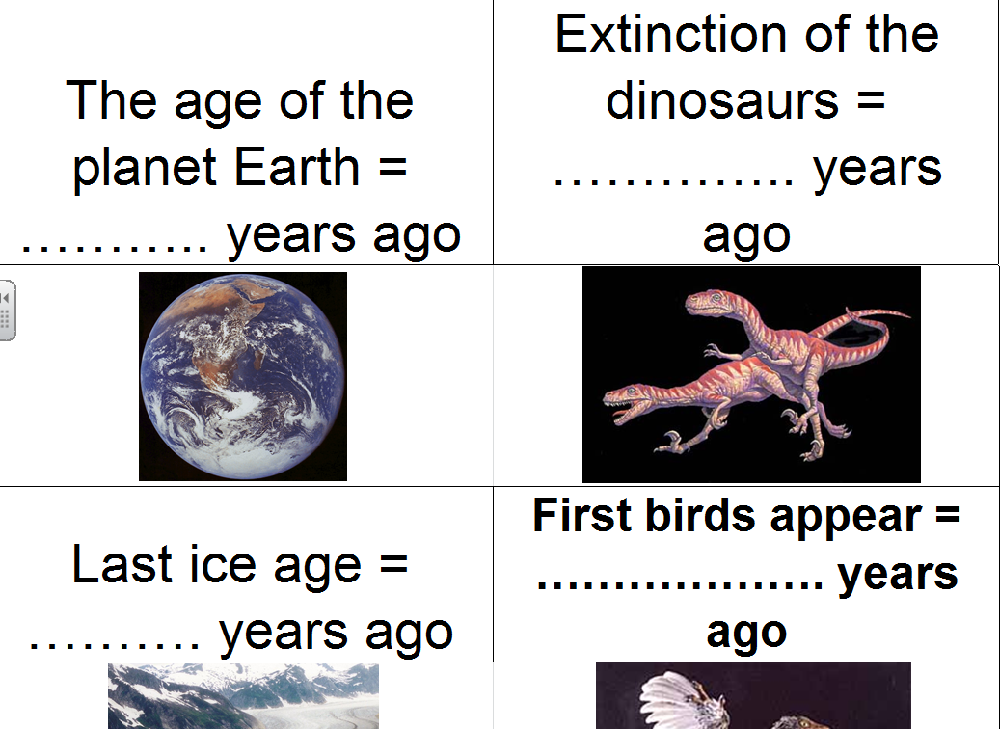 The age of the
planet Earth =
……….. years ago
Extinction of the
dinosaurs =
………….. years
ago
Last ice age =
………. years ago
First birds appear =
………………. years
ago